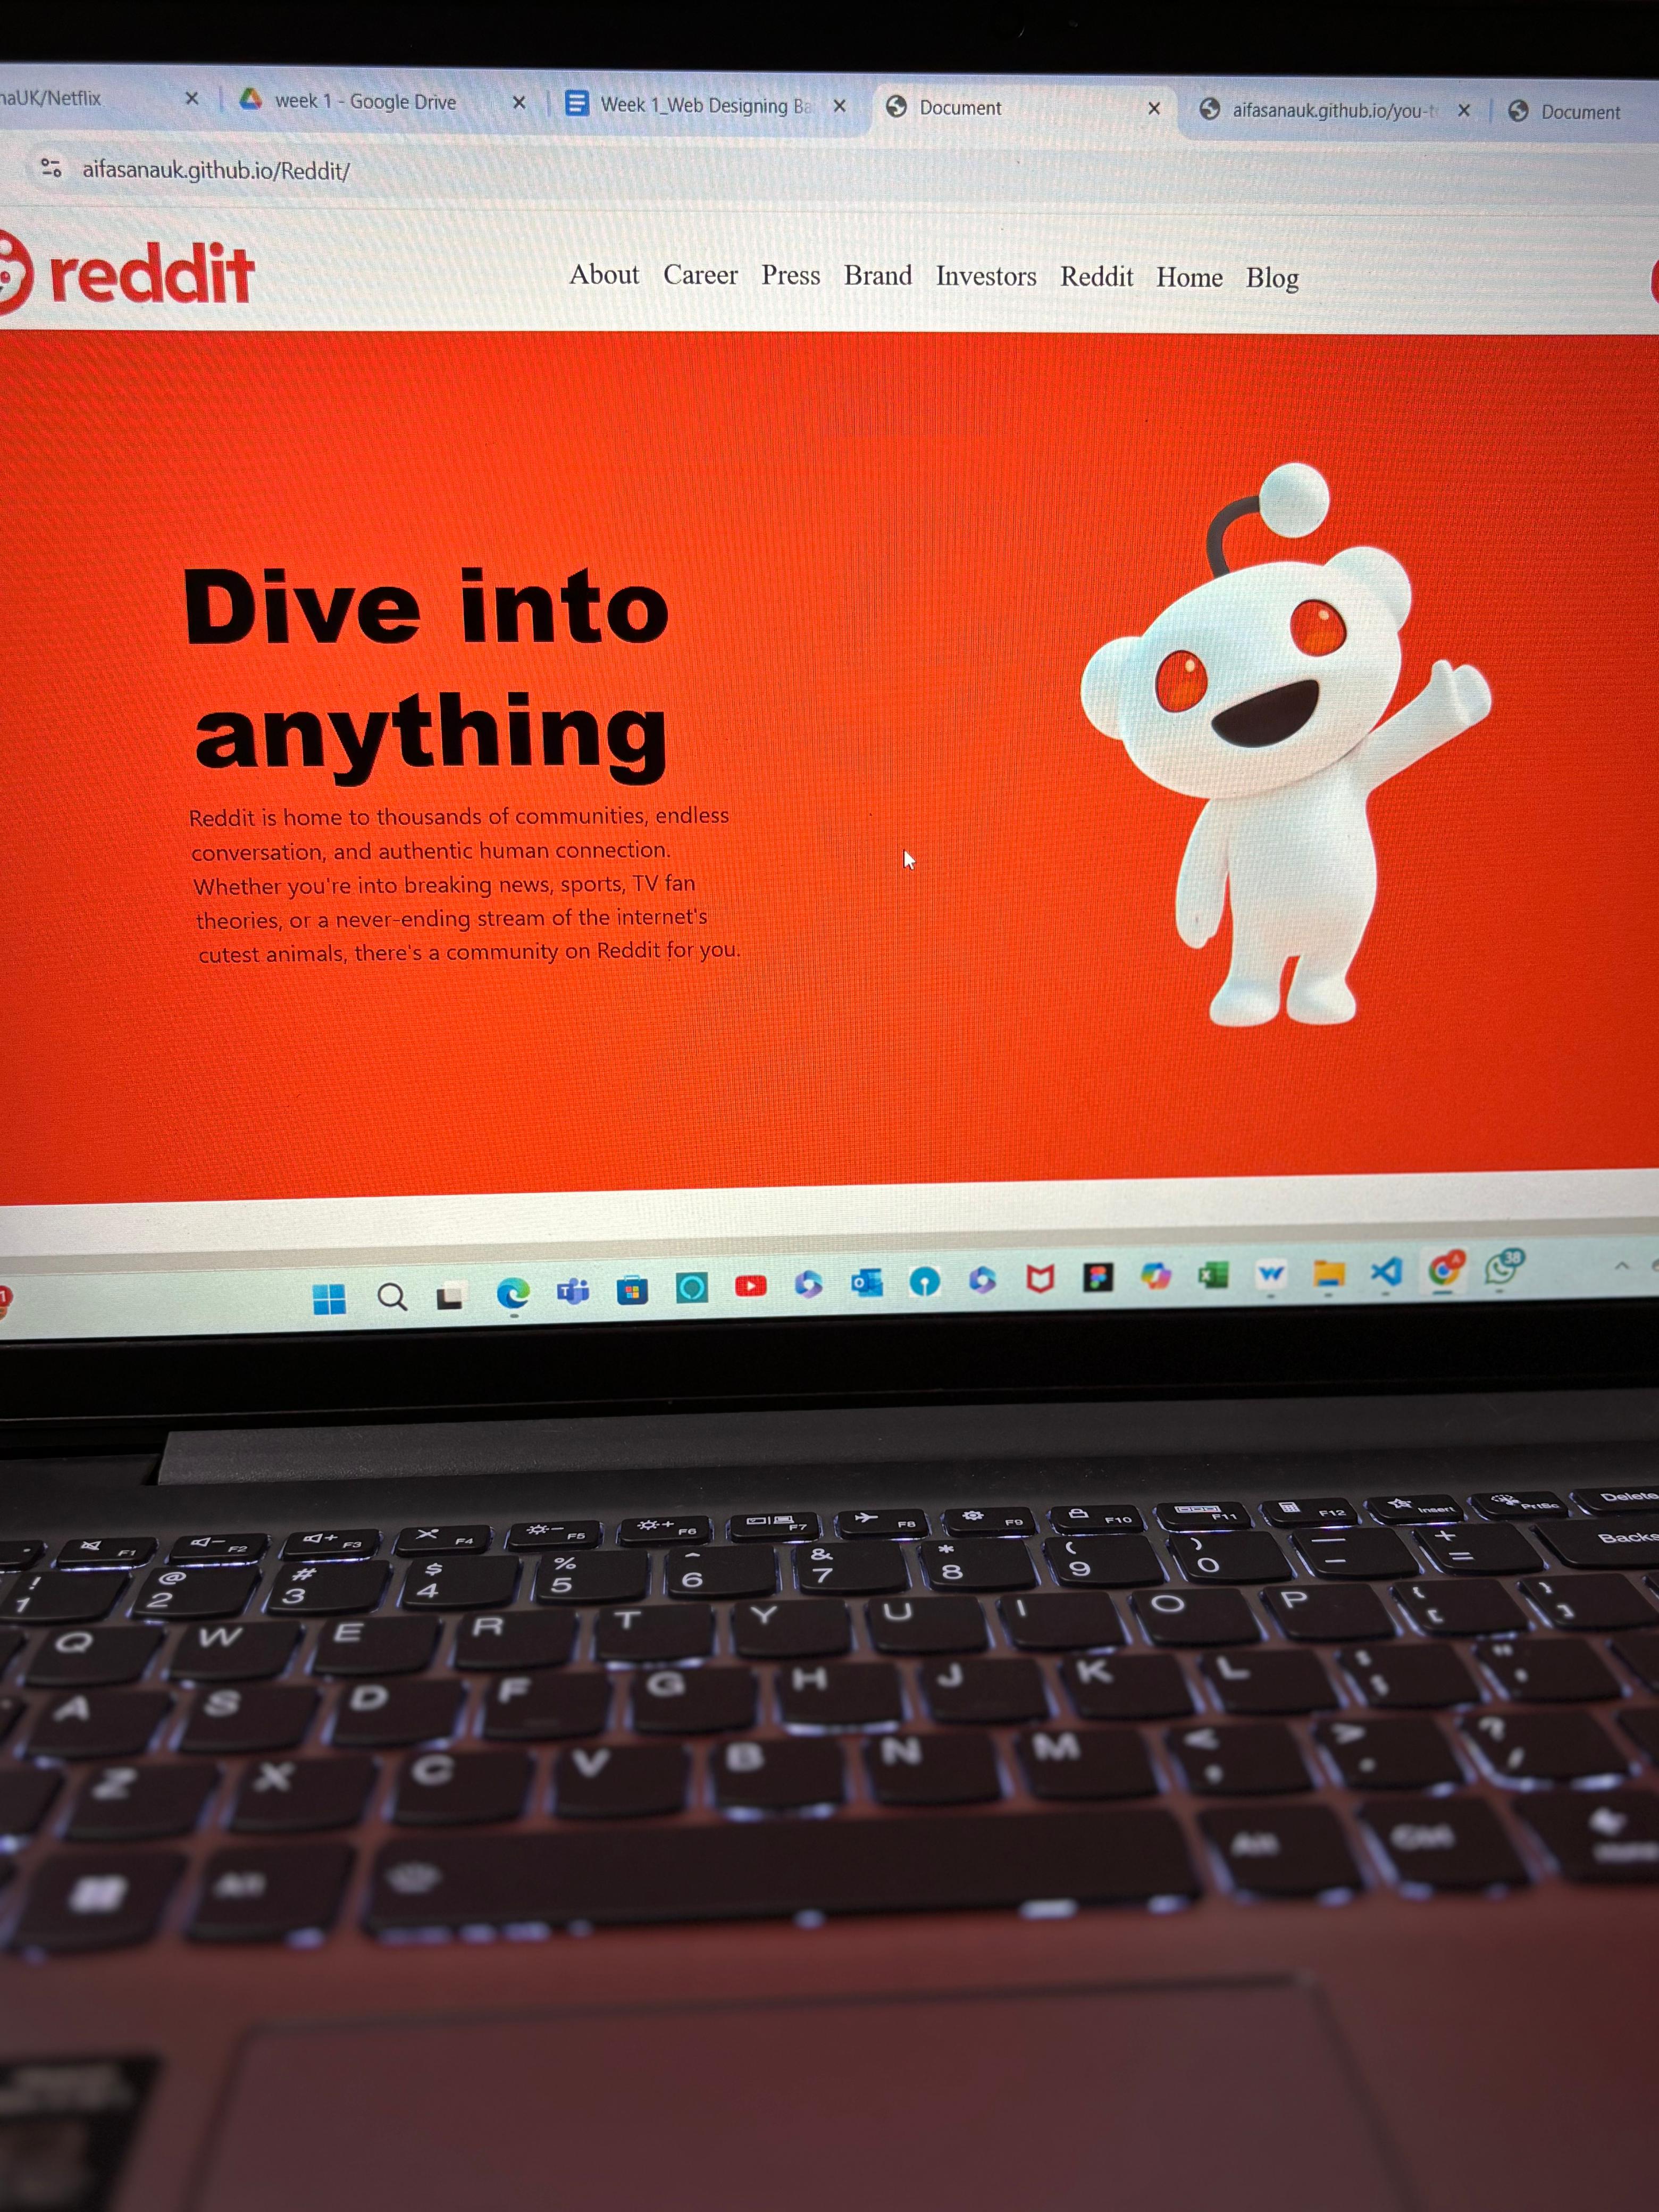 naUK/Netflix
week 1 - Google Drive
Week 1_Web Designing Ba
Document
aifasanauk.github.io/you-t
Document
aifasanauk.github.io/Reddit/
reddit
About Career Press Brand Investors Reddit Home Blog
Dive into
anything
Reddit is home to thousands of communities, endless
conversation, and authentic human connection.
Whether you're into breaking news, sports, TV fan
theories, or a never-ending stream of the internet's
cutest animals, there's a community on Reddit for you.
1
38
F1 F2 F3 F4 F5 F6 F7 F8 F9 F10 F11 F12 Insert PrtSc Delete
! @ # $ % ^ & * ( ) — +
1 2 3 4 5 6 7 8 9 0 – = Backs
Q W E R T Y U I O P { [ } ]
A S D F G H J K L : ; " '
Z X C V B N M < , > . ? /
Alt Alt Ctrl